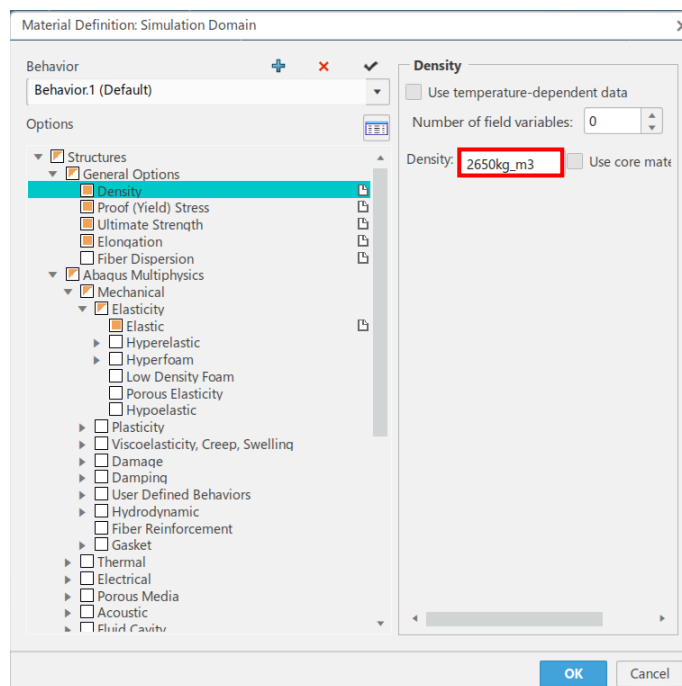 Material Definition: Simulation Domain
Behavior
Behavior.1 (Default)
Options
Structures
General Options
Density
Proof (Yield) Stress
Ultimate Strength
Elongation
Fiber Dispersion
Abaqus Multiphysics
Mechanical
Elasticity
Elastic
Hyperelastic
Hyperfoam
Low Density Foam
Porous Elasticity
Hypoelastic
Plasticity
Viscoelasticity, Creep, Swelling
Damage
Damping
User Defined Behaviors
Hydrodynamic
Fiber Reinforcement
Gasket
Thermal
Electrical
Porous Media
Acoustic
Fluid Cavity
Density
Use temperature-dependent data
Number of field variables: 0
Density: 2650kg_m3 Use core mate
OK Cancel